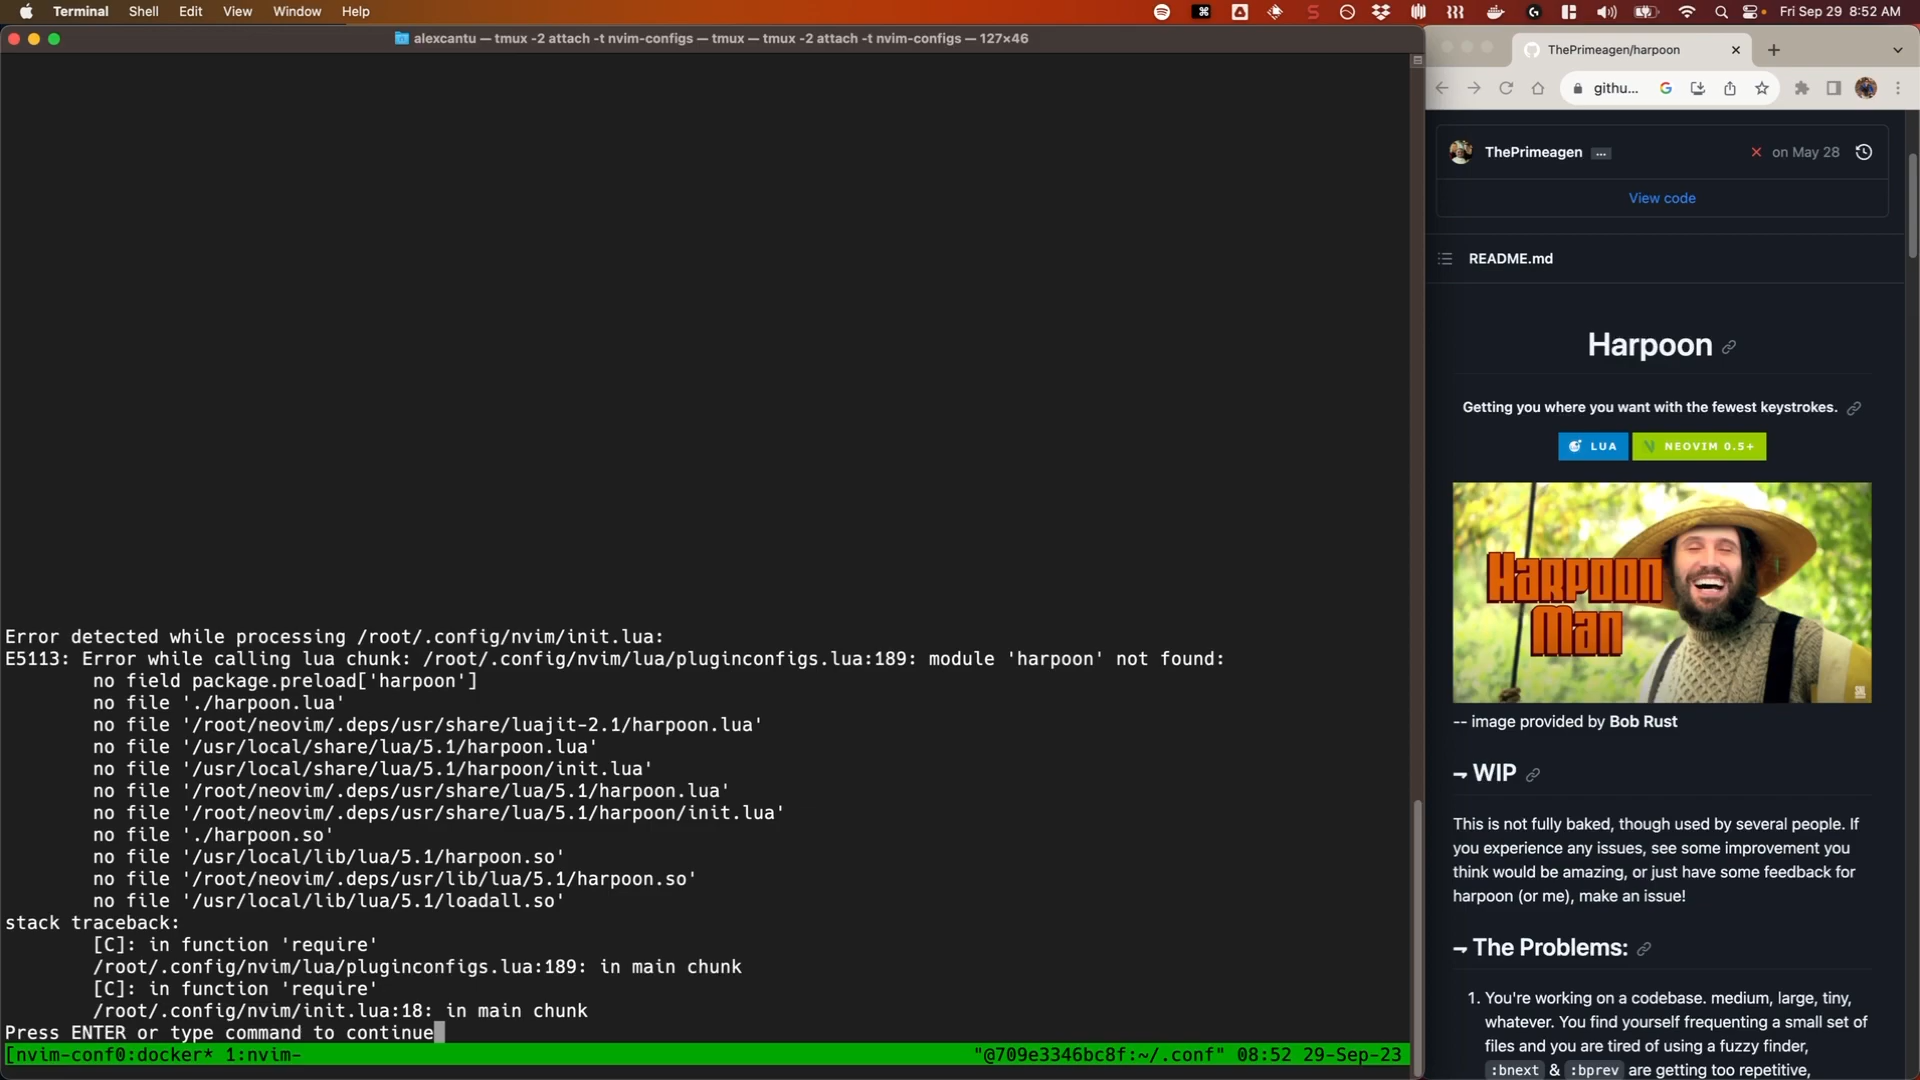 Terminal Shell Edit View Window Help
Fri Sep 29 8:52 AM
alexcantu — tmux -2 attach -t nvim-configs — tmux — tmux -2 attach -t nvim-configs — 127×46
Error detected while processing /root/.config/nvim/init.lua:
E5113: Error while calling lua chunk: /root/.config/nvim/lua/pluginconfigs.lua:189: module 'harpoon' not found:
no field package.preload['harpoon']
no file './harpoon.lua'
no file '/root/neovim/.deps/usr/share/luajit-2.1/harpoon.lua'
no file '/usr/local/share/lua/5.1/harpoon.lua'
no file '/usr/local/share/lua/5.1/harpoon/init.lua'
no file '/root/neovim/.deps/usr/share/lua/5.1/harpoon.lua'
no file '/root/neovim/.deps/usr/share/lua/5.1/harpoon/init.lua'
no file './harpoon.so'
no file '/usr/local/lib/lua/5.1/harpoon.so'
no file '/root/neovim/.deps/usr/lib/lua/5.1/harpoon.so'
no file '/usr/local/lib/lua/5.1/loadall.so'
stack traceback:
[C]: in function 'require'
/root/.config/nvim/lua/pluginconfigs.lua:189: in main chunk
[C]: in function 'require'
/root/.config/nvim/init.lua:18: in main chunk
Press ENTER or type command to continue
[nvim-conf0:docker* 1:nvim- "@709e3346bc8f:~/.conf" 08:52 29-Sep-23
ThePrimeagen/harpoon
githu...
ThePrimeagen ... on May 28
View code
README.md
Harpoon
Getting you where you want with the fewest keystrokes.
LUA NEOVIM 0.5+
HARPOON
Man
-- image provided by Bob Rust
WIP
This is not fully baked, though used by several people. If
you experience any issues, see some improvement you
think would be amazing, or just have some feedback for
harpoon (or me), make an issue!
The Problems:
1. You're working on a codebase. medium, large, tiny,
whatever. You find yourself frequenting a small set of
files and you are tired of using a fuzzy finder,
:bnext & :bprev are getting too repetitive,